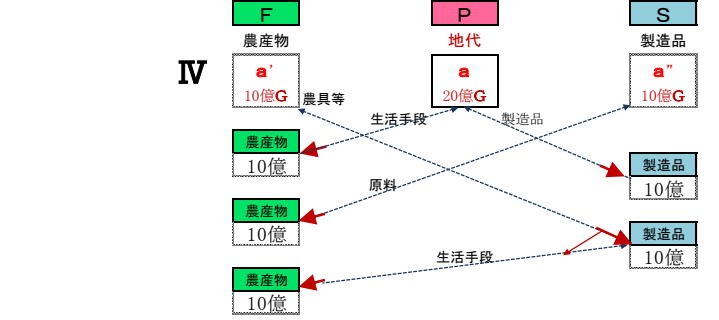 F P S
農産物 地代 製造品
Ⅳ
a' a a"
10億G 農具等 20億G 10億G
生活手段 製造品
農産物
10億
製造品
10億
原料
農産物
10億
製造品
10億
生活手段
農産物
10億